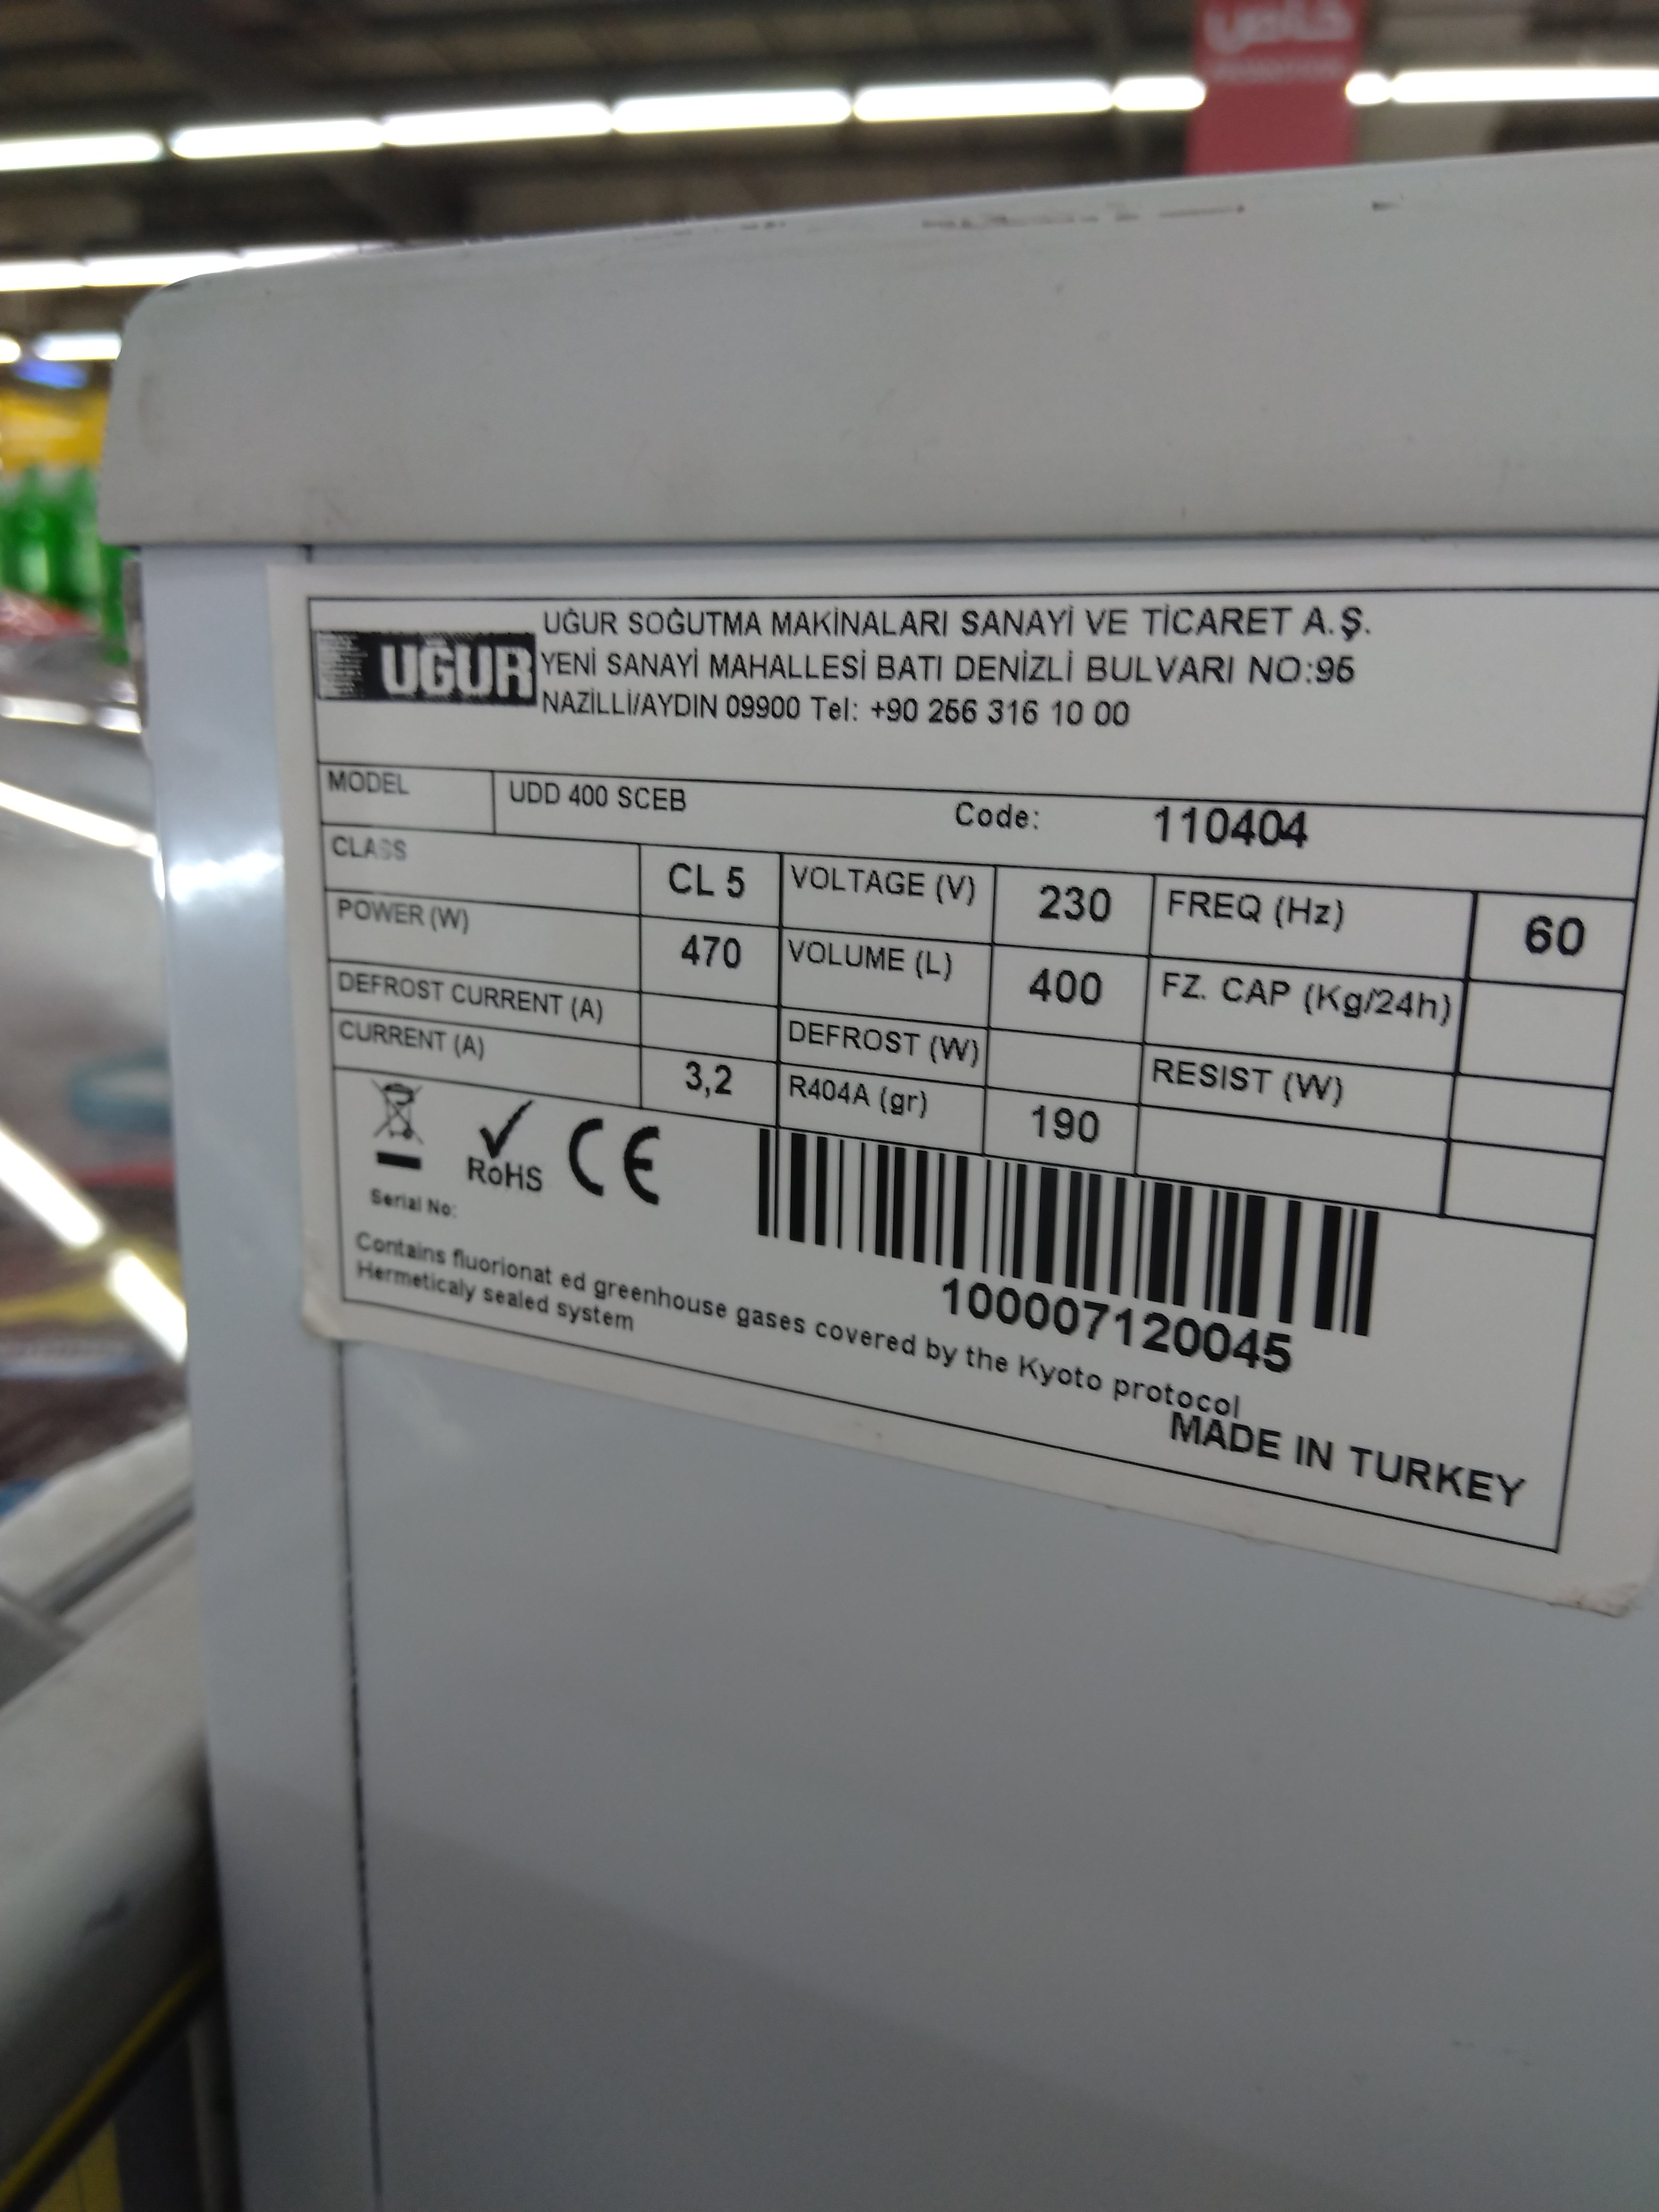 خاص
UĞUR
UĞUR SOĞUTMA MAKİNALARI SANAYİ VE TİCARET A.Ş.
YENİ SANAYİ MAHALLESİ BATI DENİZLİ BULVARI NO:95
NAZİLLİ/AYDIN 09900 Tel: +90 256 316 10 00
MODEL UDD 400 SCEB Code: 110404
CLASS CL 5 VOLTAGE (V) 230 FREQ (Hz) 60
POWER (W) 470 VOLUME (L) 400 FZ. CAP (Kg/24h)
DEFROST CURRENT (A) DEFROST (W) RESIST (W)
CURRENT (A) 3,2 R404A (gr) 190
RoHS CE
Serial No:
100007120045
Contains fluorionat ed greenhouse gases covered by the Kyoto protocol
Hermeticaly sealed system
MADE IN TURKEY